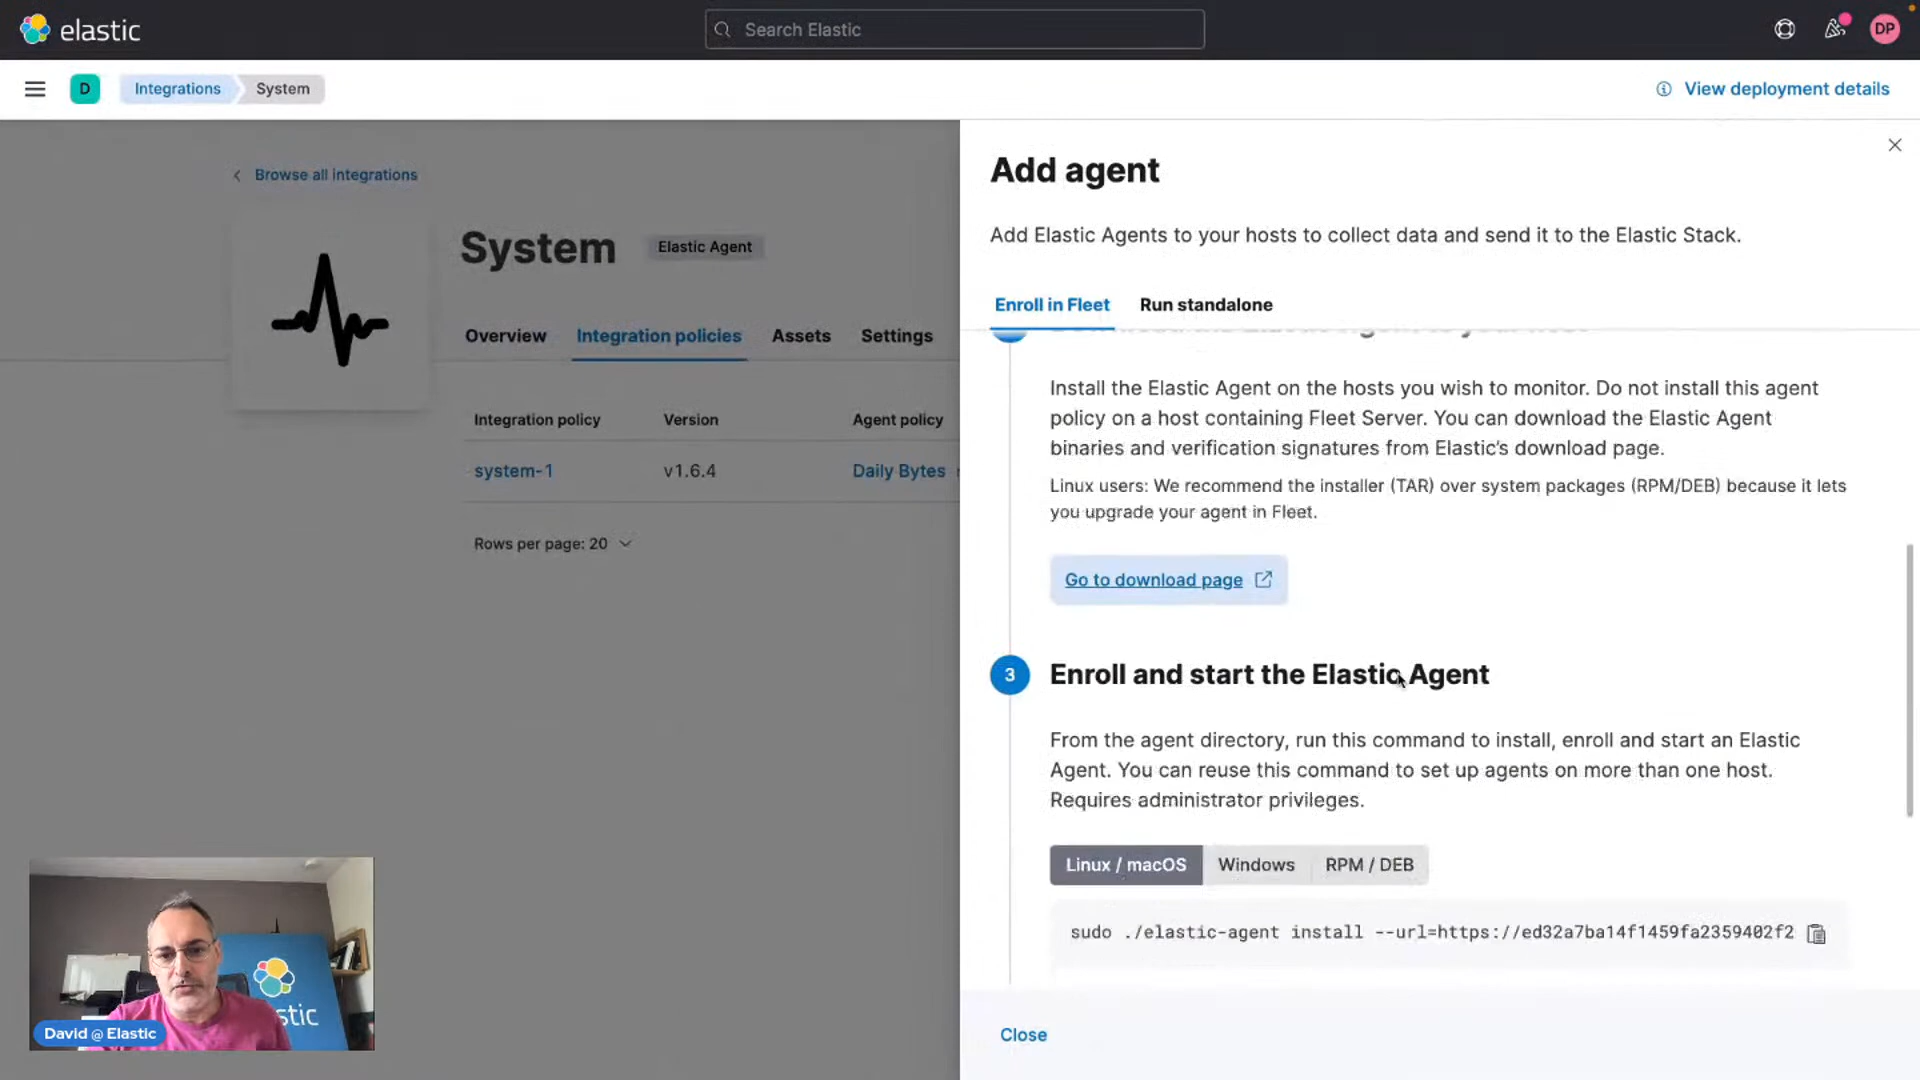 elastic
Search Elastic
DP
D
Integrations
System
View deployment details
Browse all integrations
System
Elastic Agent
Overview
Integration policies
Assets
Settings
Integration policy
Version
Agent policy
system-1
v1.6.4
Daily Bytes
Rows per page: 20
Add agent
Add Elastic Agents to your hosts to collect data and send it to the Elastic Stack.
Enroll in Fleet
Run standalone
Install the Elastic Agent on the hosts you wish to monitor. Do not install this agent
policy on a host containing Fleet Server. You can download the Elastic Agent
binaries and verification signatures from Elastic's download page.
Linux users: We recommend the installer (TAR) over system packages (RPM/DEB) because it lets
you upgrade your agent in Fleet.
Go to download page
3
Enroll and start the Elastic Agent
From the agent directory, run this command to install, enroll and start an Elastic
Agent. You can reuse this command to set up agents on more than one host.
Requires administrator privileges.
Linux / macOS
Windows
RPM / DEB
sudo ./elastic-agent install --url=https://ed32a7ba14f1459fa2359402f2
Close
stic
David @ Elastic